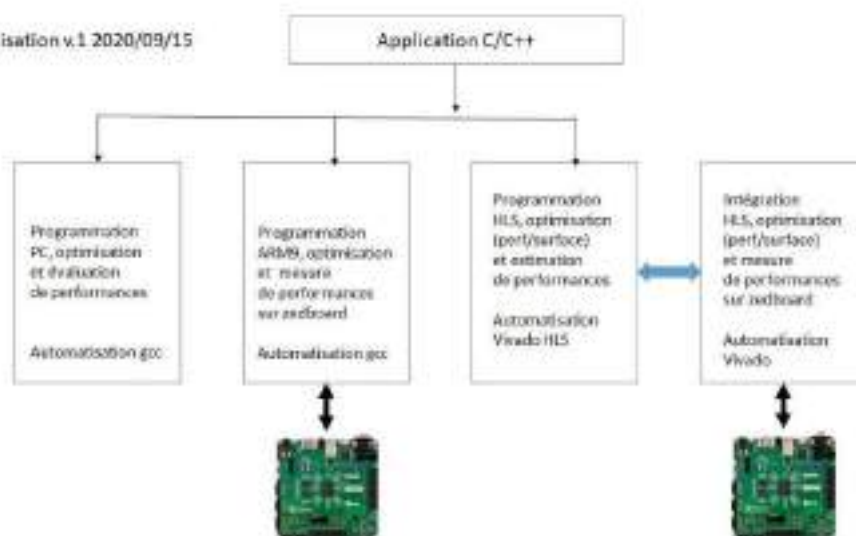 isation v.1 2020/09/15
Application C/C++
Programmation
PC, optimisation
et évaluation
de performances
Automatisation gcc
Programmation
ARM9, optimisation
et mesure
de performances
sur zedboard
Automatisation gcc
Programmation
HLS, optimisation
(perf/surface)
et estimation
de performances
Automatisation
Vivado HLS
Intégration
HLS, optimisation
(perf/surface)
et mesure
de performances
sur zedboard
Automatisation
Vivado